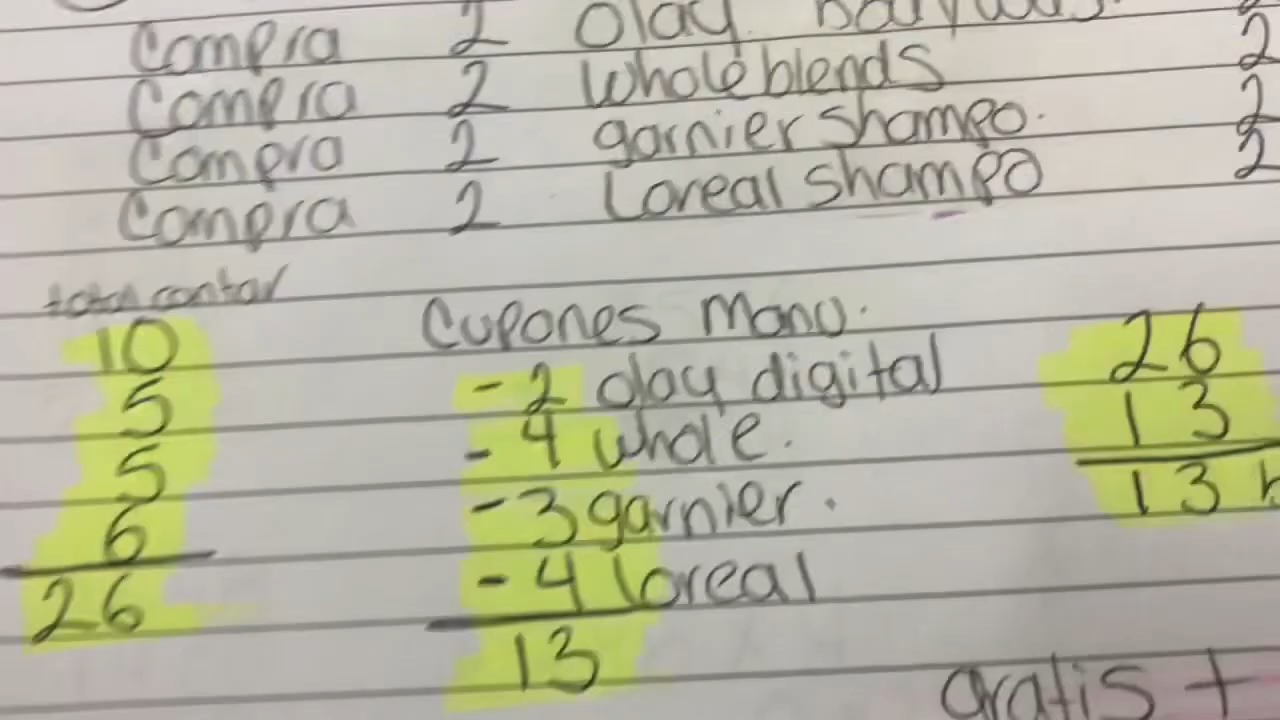 Compra 2 Olay bodywas. 2
Compra 2 Wholeblends 2
Compra 2 garnier shampo. 2
Compra 2 Loreal shampo 2
total contar
Cupones Manu.
10 -2 olay digital 26
5 -4 whole. 13
5 -3 garnier. 13
6 -4 loreal
26 13
gratis +